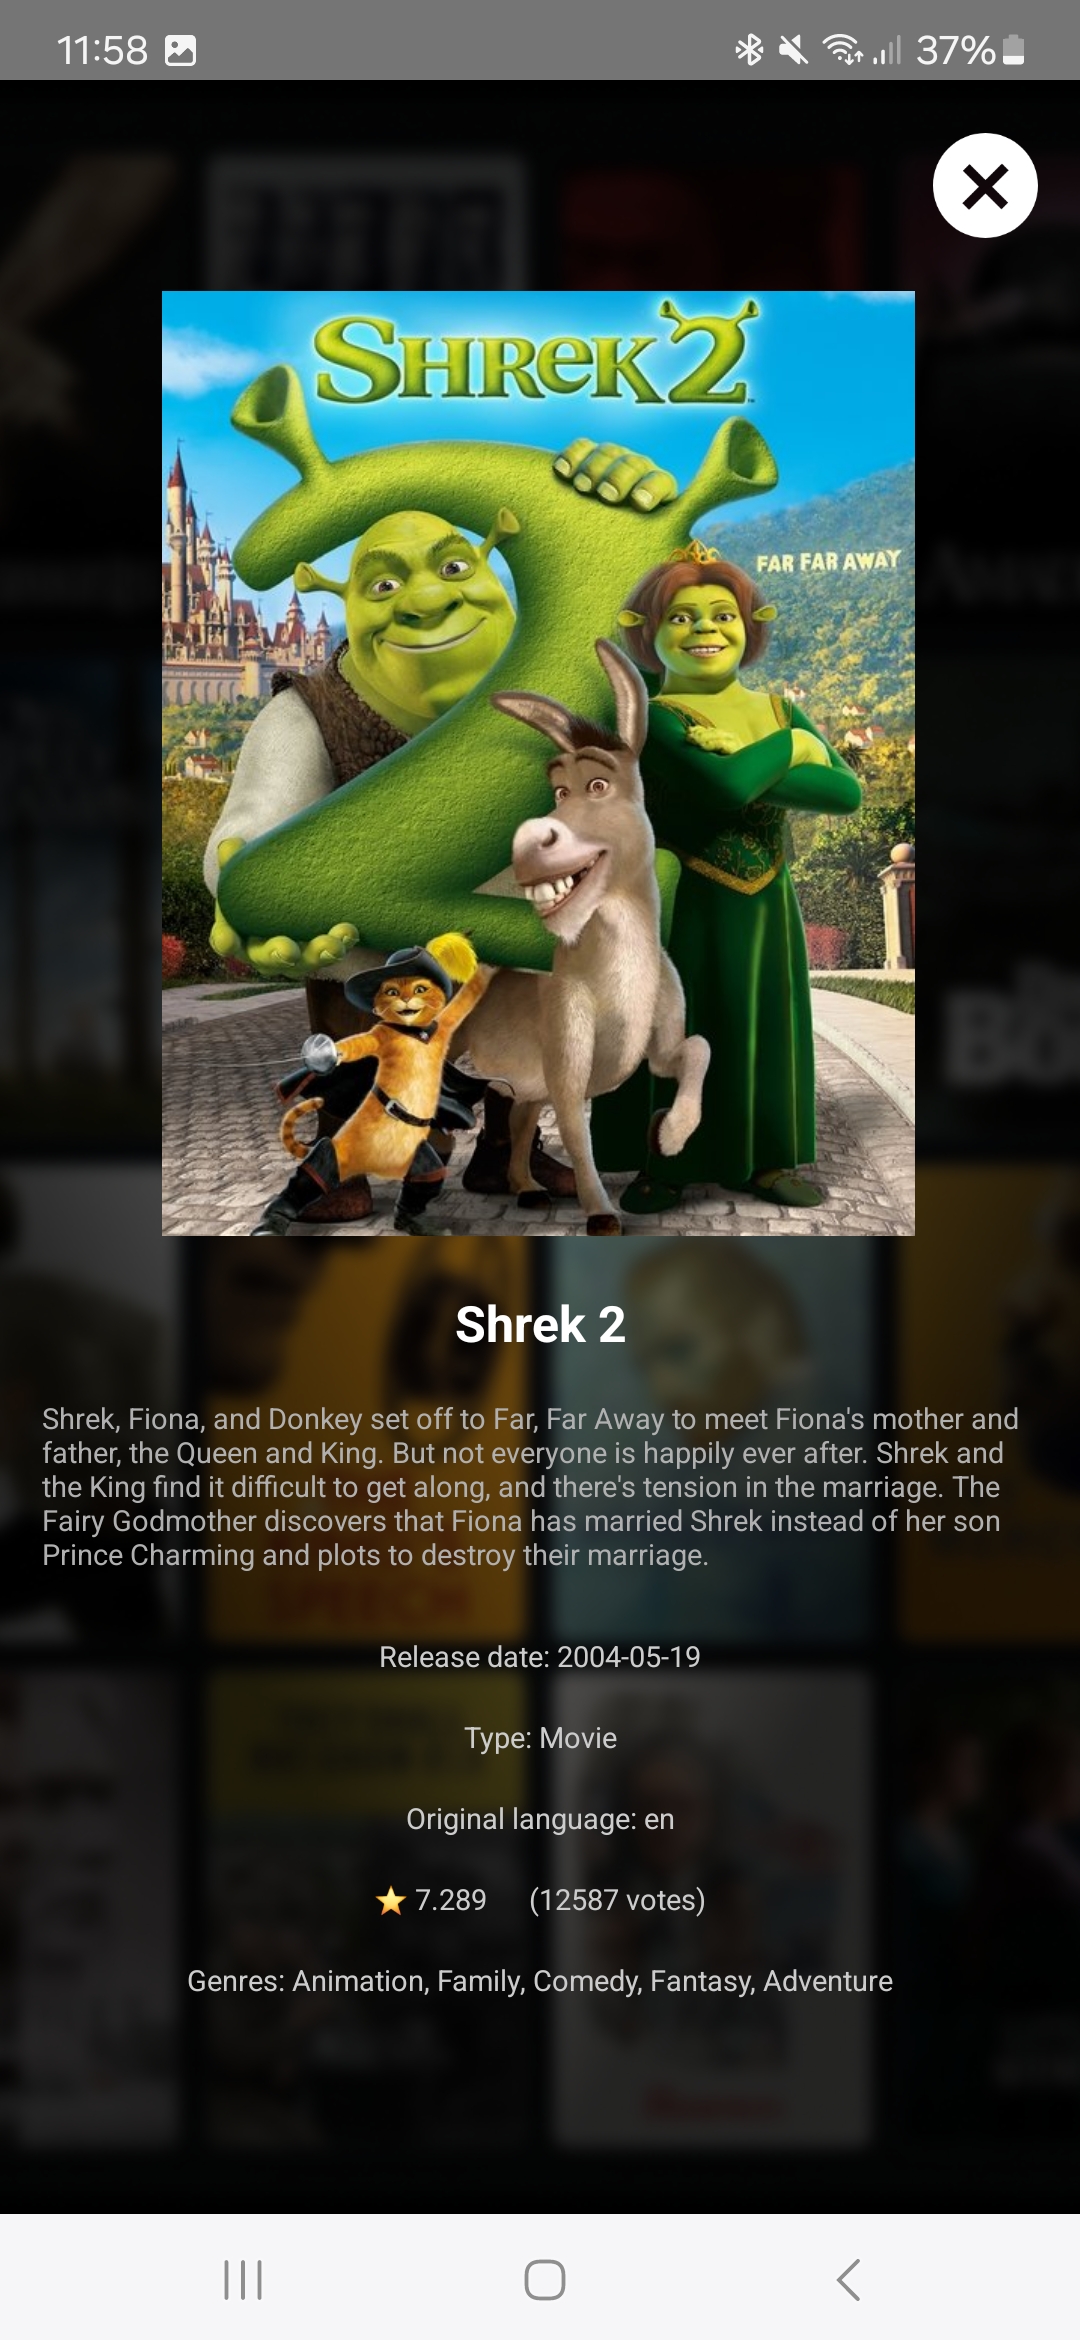 11:58
37%
SHREK 2
FAR FAR AWAY
Shrek 2
Shrek, Fiona, and Donkey set off to Far, Far Away to meet Fiona's mother and
father, the Queen and King. But not everyone is happily ever after. Shrek and
the King find it difficult to get along, and there's tension in the marriage. The
Fairy Godmother discovers that Fiona has married Shrek instead of her son
Prince Charming and plots to destroy their marriage.
Release date: 2004-05-19
Type: Movie
Original language: en
⭐ 7.289 (12587 votes)
Genres: Animation, Family, Comedy, Fantasy, Adventure